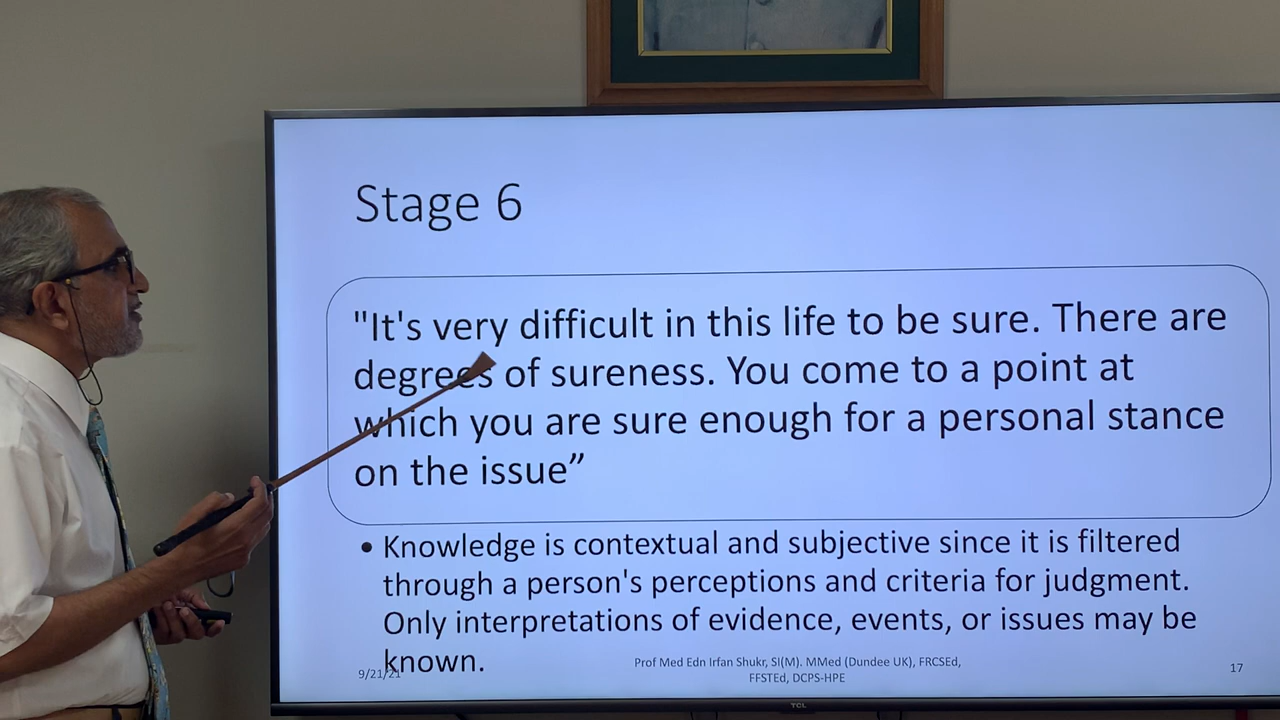 Stage 6
"It's very difficult in this life to be sure. There are
degrees of sureness. You come to a point at
which you are sure enough for a personal stance
on the issue”
• Knowledge is contextual and subjective since it is filtered
through a person's perceptions and criteria for judgment.
Only interpretations of evidence, events, or issues may be
known.
9/21/21
Prof Med Edn Irfan Shukr, SI(M). MMed (Dundee UK), FRCSEd,
FFSTEd, DCPS-HPE
17
TCL